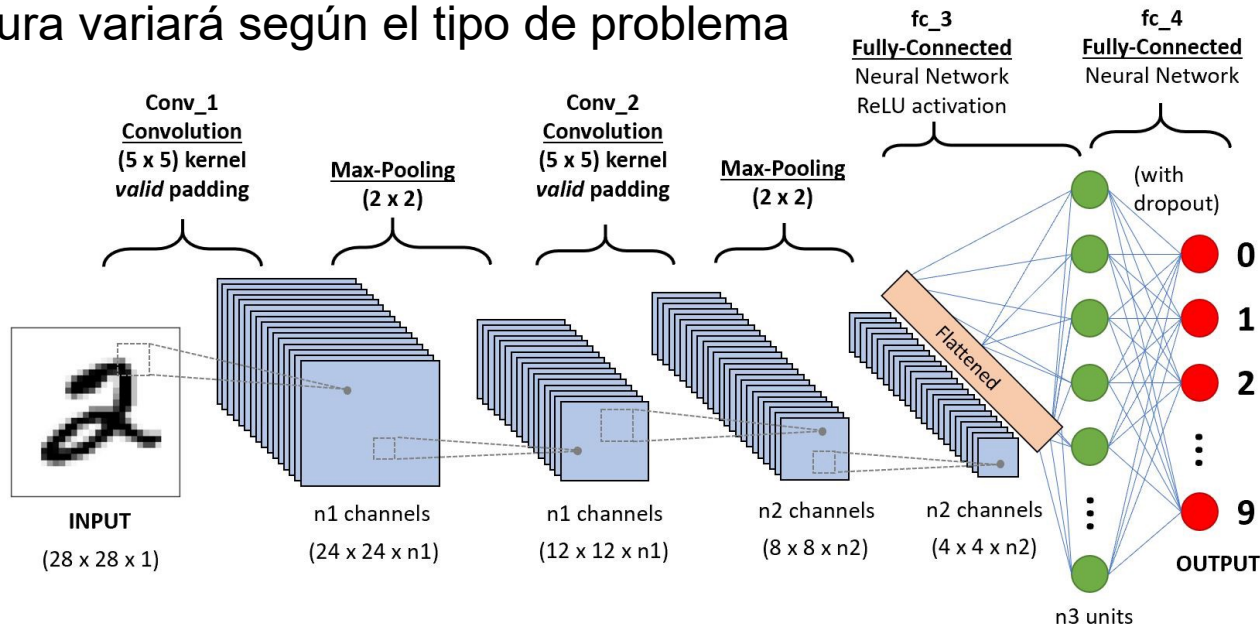 ura variará según el tipo de problema
Conv_1
Convolution
(5 x 5) kernel
valid padding
Max-Pooling
(2 x 2)
Conv_2
Convolution
(5 x 5) kernel
valid padding
Max-Pooling
(2 x 2)
fc_3
Fully-Connected
Neural Network
ReLU activation
fc_4
Fully-Connected
Neural Network
(with
dropout)
Flattened
0
1
2
9
OUTPUT
INPUT
(28 x 28 x 1)
n1 channels
(24 x 24 x n1)
n1 channels
(12 x 12 x n1)
n2 channels
(8 x 8 x n2)
n2 channels
(4 x 4 x n2)
n3 units
2